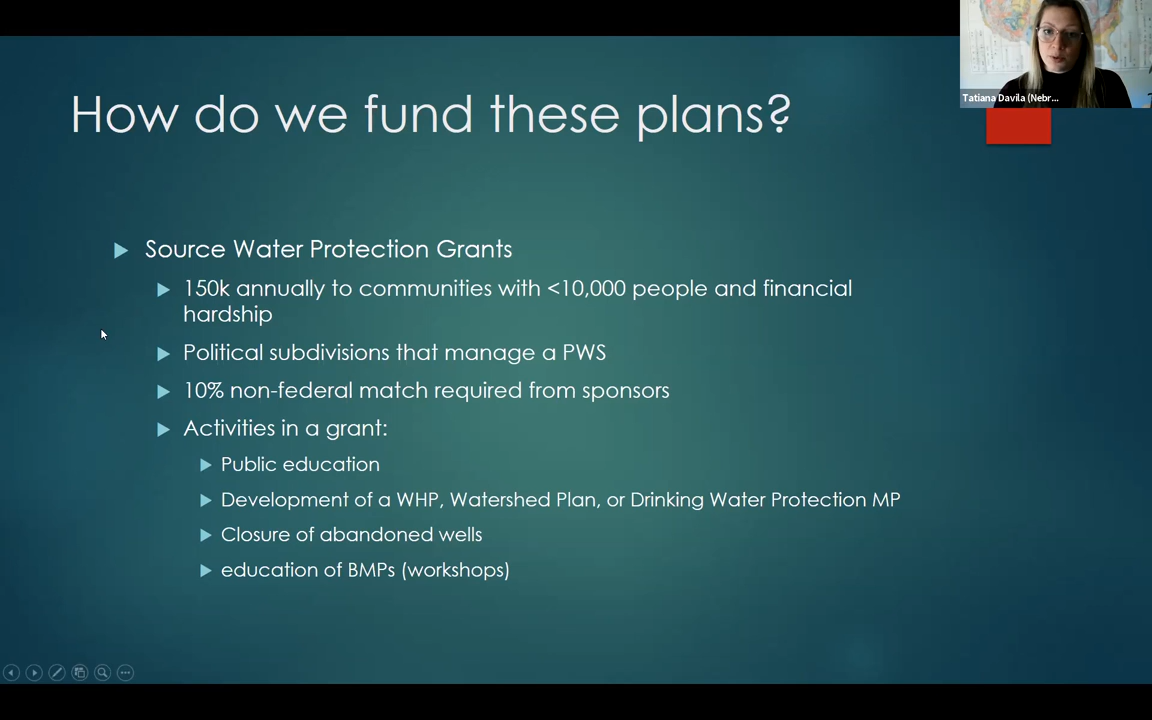 Tatiana Davila (Nebr...
How do we fund these plans?
Source Water Protection Grants
150k annually to communities with <10,000 people and financial
hardship
Political subdivisions that manage a PWS
10% non-federal match required from sponsors
Activities in a grant:
Public education
Development of a WHP, Watershed Plan, or Drinking Water Protection MP
Closure of abandoned wells
education of BMPs (workshops)